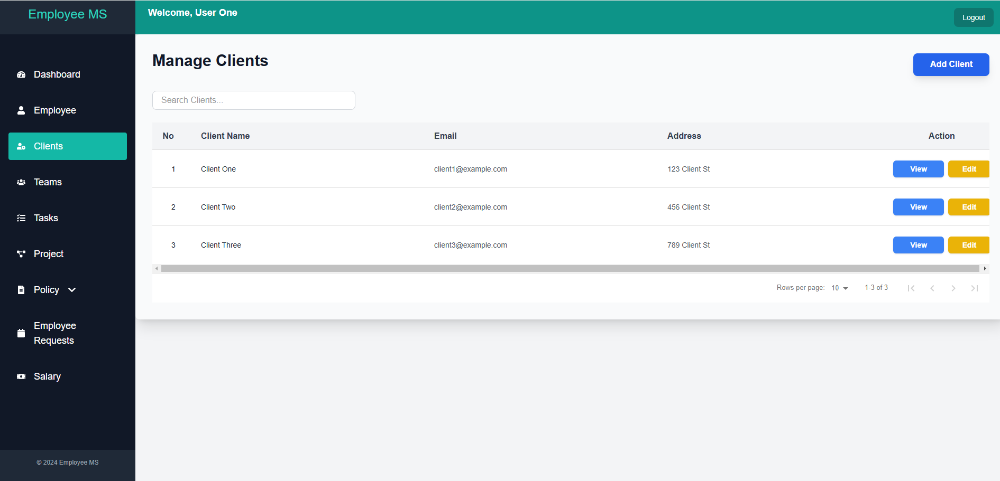 Employee MS
Welcome, User One
Logout
Dashboard
Employee
Clients
Teams
Tasks
Project
Policy
Employee
Requests
Salary
© 2024 Employee MS
Manage Clients
Add Client
Search Clients...
No Client Name Email Address Action
1 Client One client1@example.com 123 Client St View Edit
2 Client Two client2@example.com 456 Client St View Edit
3 Client Three client3@example.com 789 Client St View Edit
Rows per page: 10 1-3 of 3